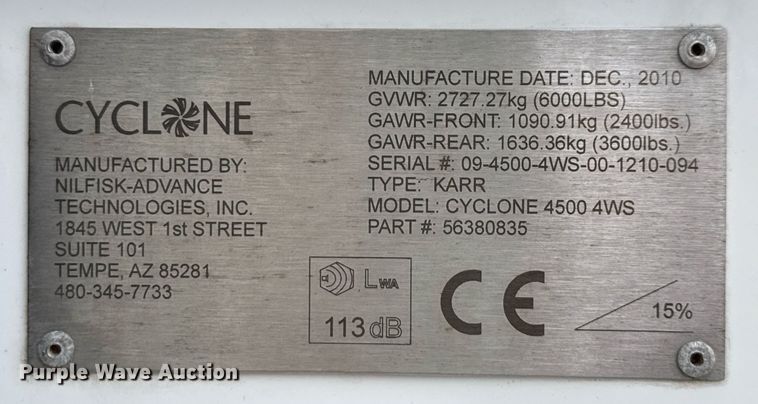 CYCLONE
MANUFACTURED BY:
NILFISK-ADVANCE
TECHNOLOGIES, INC.
1845 WEST 1st STREET
SUITE 101
TEMPE, AZ 85281
480-345-7733
MANUFACTURE DATE: DEC., 2010
GVWR: 2727.27kg (6000LBS)
GAWR-FRONT: 1090.91kg (2400lbs.)
GAWR-REAR: 1636.36kg (3600lbs.)
SERIAL #: 09-4500-4WS-00-1210-094
TYPE: KARR
MODEL: CYCLONE 4500 4WS
PART #: 56380835
LWA
113 dB
CE
15%
Purple Wave Auction